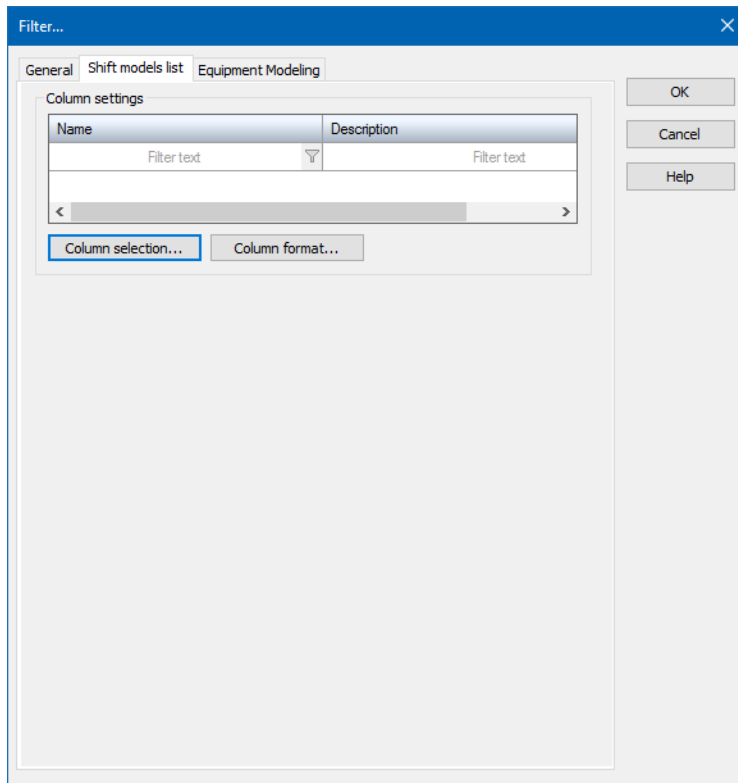 Filter...
General Shift models list Equipment Modeling
OK
Column settings
Name Description
Cancel
Filter text Filter text
Help
Column selection... Column format...